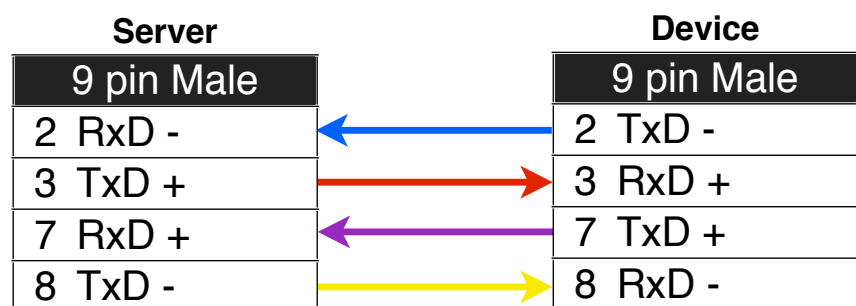 Server Device
9 pin Male 9 pin Male
2 RxD - 2 TxD -
3 TxD + 3 RxD +
7 RxD + 7 TxD +
8 TxD - 8 RxD -